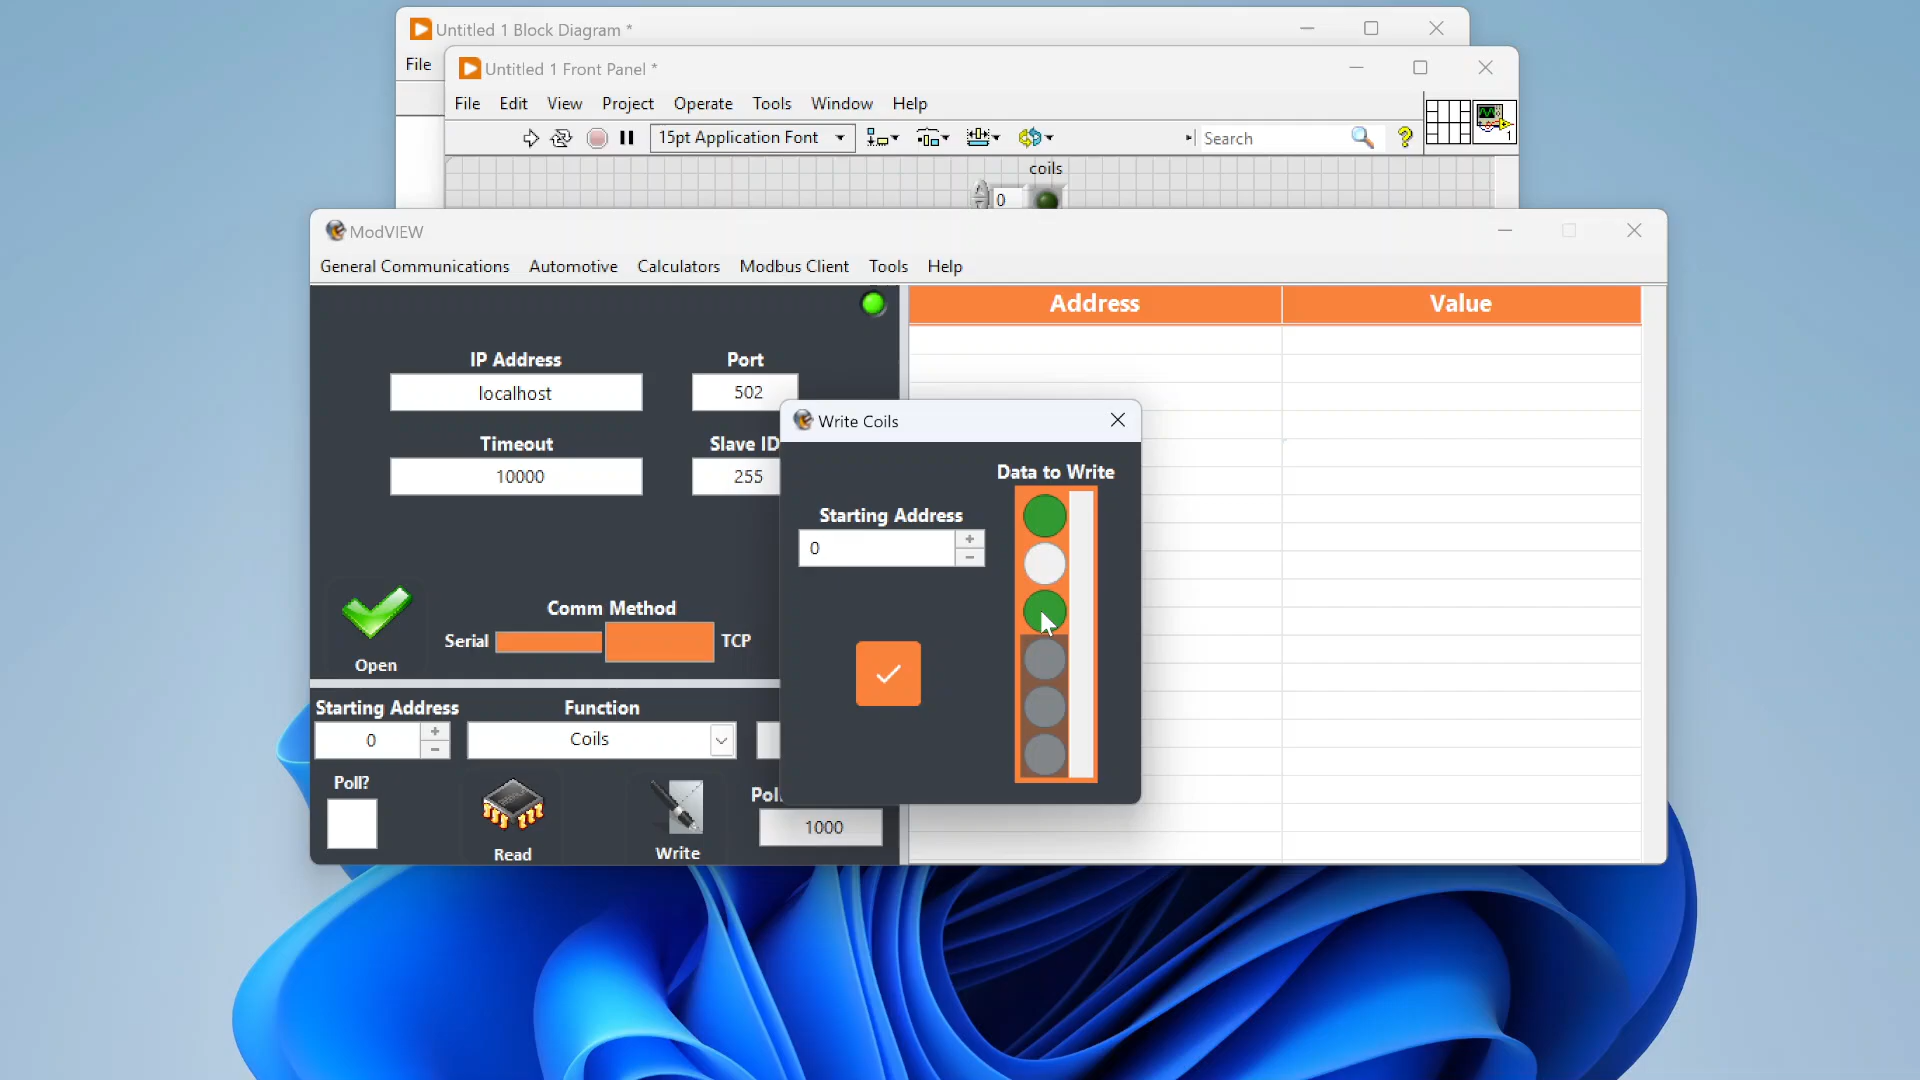 Untitled 1 Block Diagram *
File
Untitled 1 Front Panel *
File Edit View Project Operate Tools Window Help
15pt Application Font
Search
?
1
coils
0
ModVIEW
General Communications Automotive Calculators Modbus Client Tools Help
IP Address
Port
localhost
502
Timeout
Slave ID
10000
255
Open
Comm Method
Serial
TCP
Starting Address
Function
0
Coils
Poll?
Read
Write
Pol
1000
Address
Value
Write Coils
Data to Write
Starting Address
0